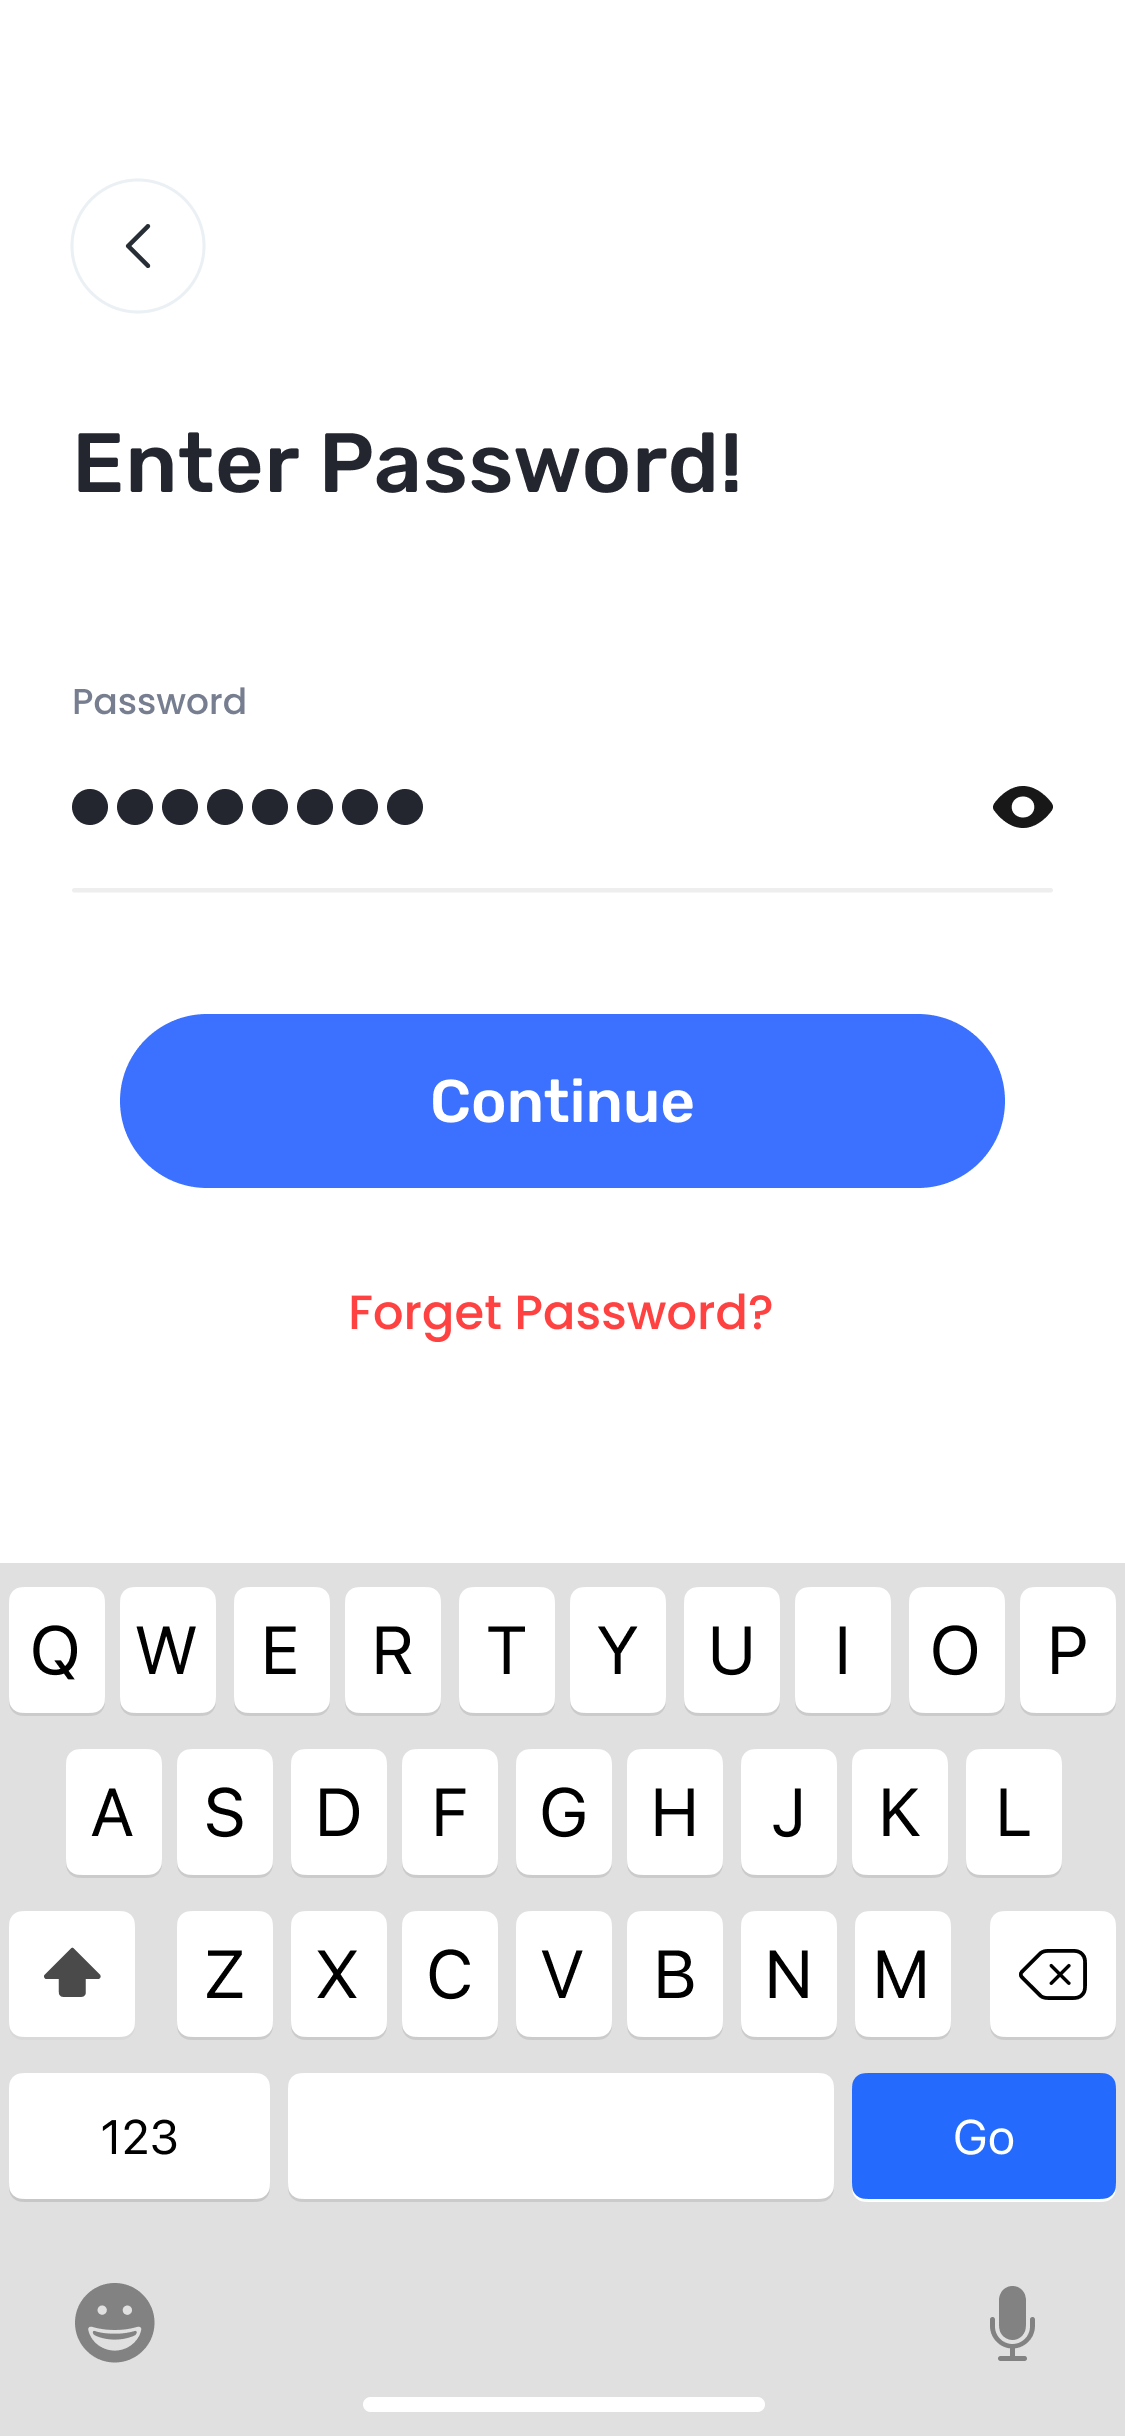 Enter Password!
Password
Continue
Forget Password?
Q W E R T Y U I O P
A S D F G H J K L
Z X C V B N M
123 Go